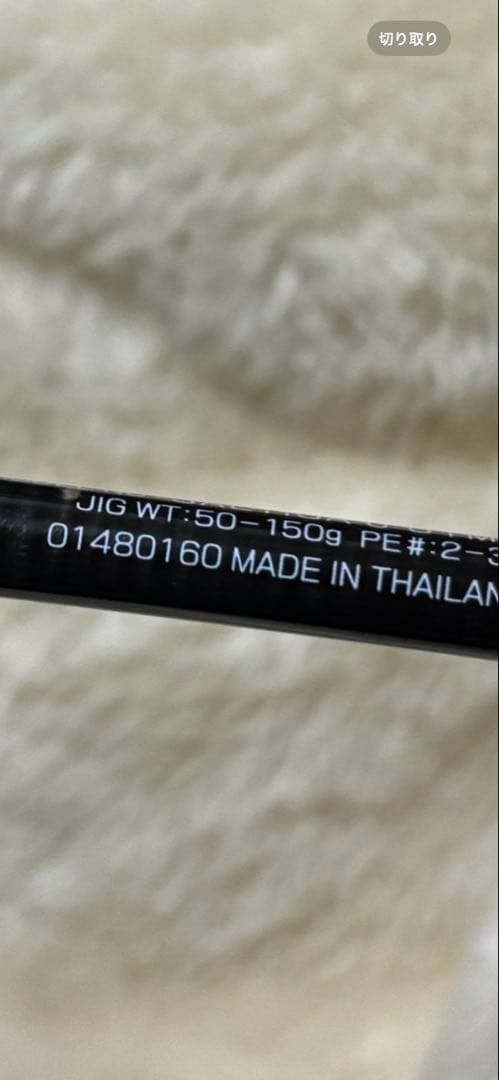 切り取り
JIG WT:50-150g PE#:2-3
01480160 MADE IN THAILAN